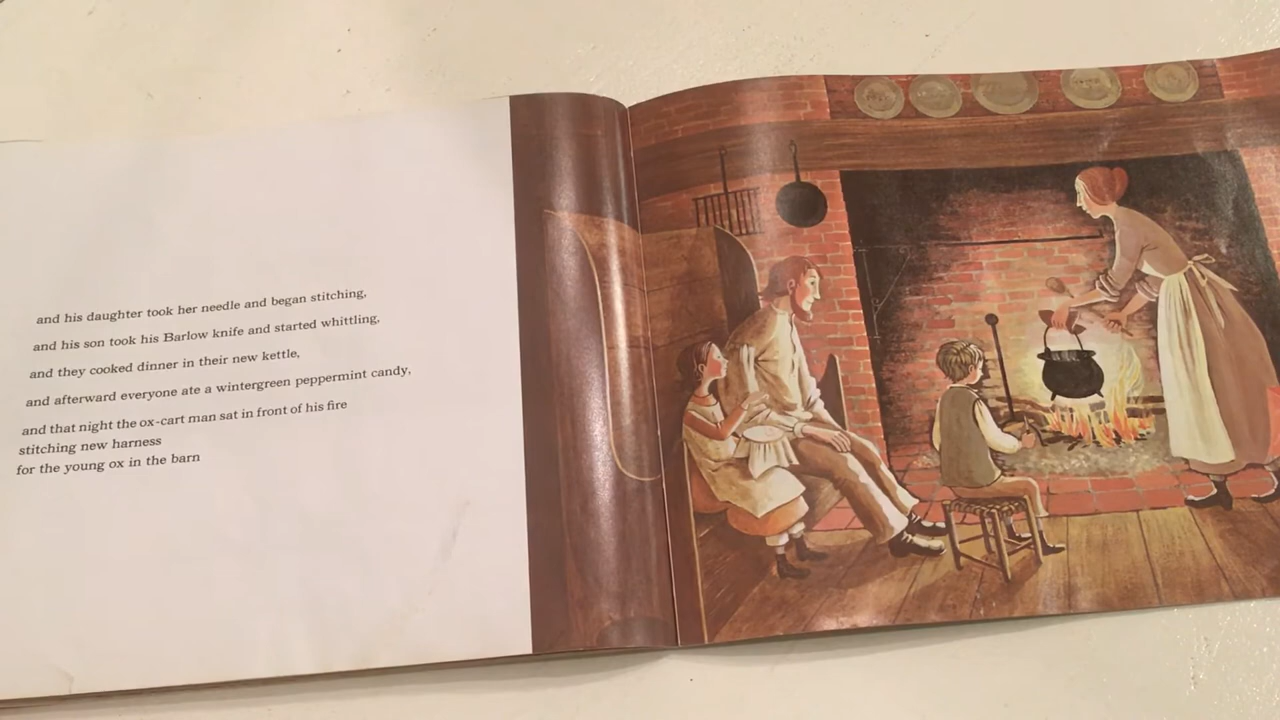 and his daughter took her needle and began stitching,
and his son took his Barlow knife and started whittling,
and they cooked dinner in their new kettle,
and afterward everyone ate a wintergreen peppermint candy,
and that night the ox-cart man sat in front of his fire
stitching new harness
for the young ox in the barn